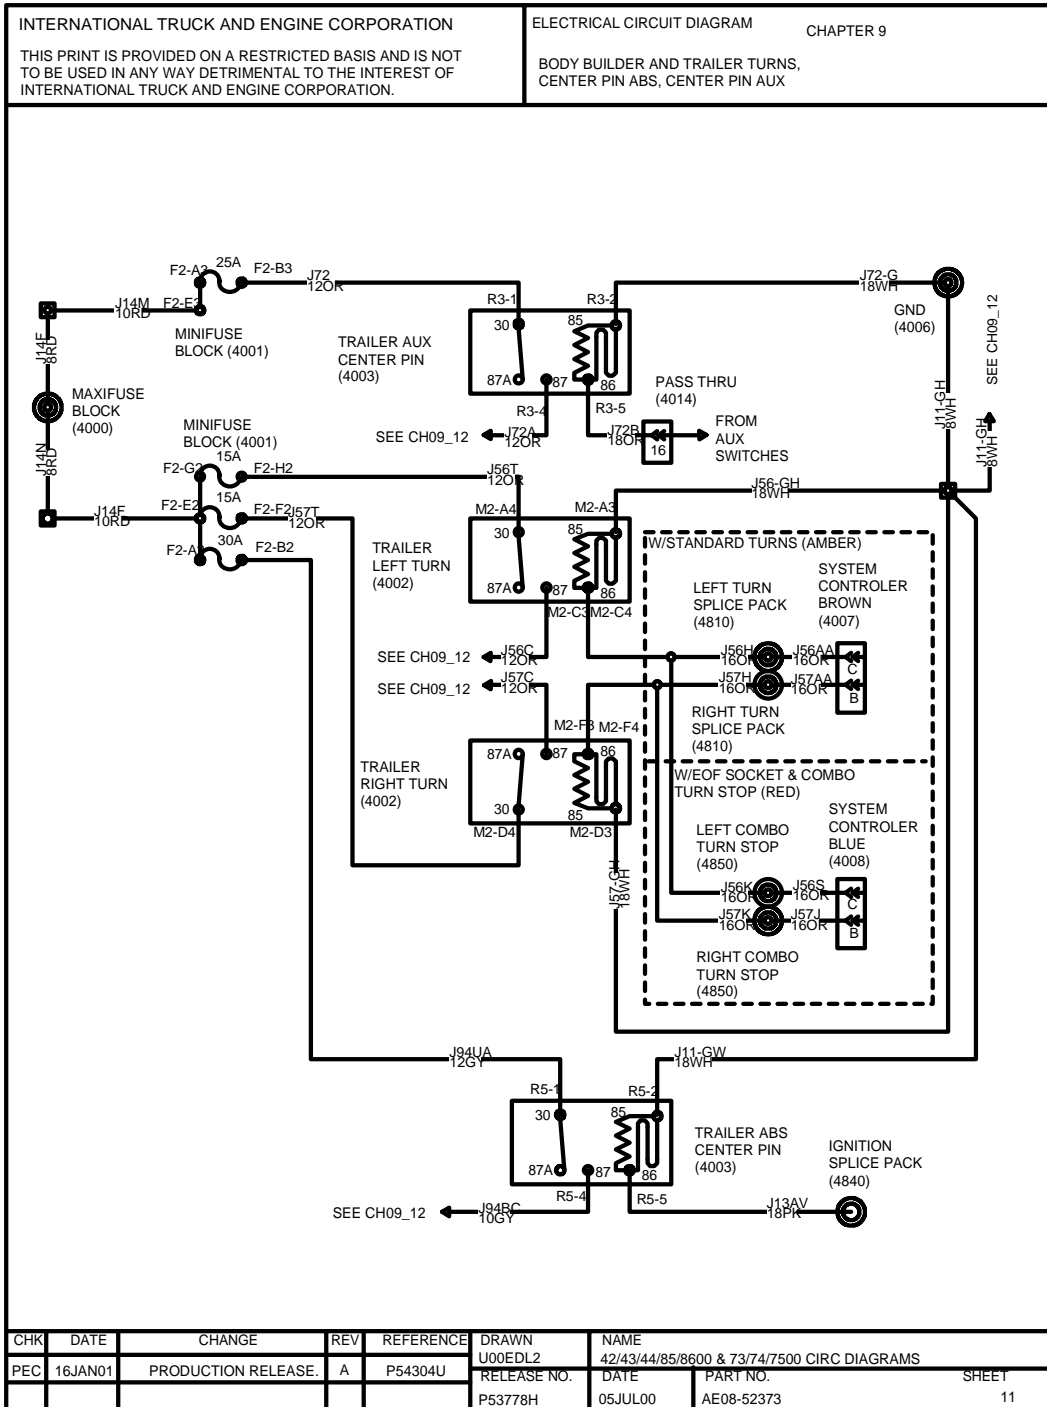 INTERNATIONAL TRUCK AND ENGINE CORPORATION
THIS PRINT IS PROVIDED ON A RESTRICTED BASIS AND IS NOT
TO BE USED IN ANY WAY DETRIMENTAL TO THE INTEREST OF
INTERNATIONAL TRUCK AND ENGINE CORPORATION.
ELECTRICAL CIRCUIT DIAGRAM
CHAPTER 9
BODY BUILDER AND TRAILER TURNS,
CENTER PIN ABS, CENTER PIN AUX
F2-A3
25A
F2-B3
J72
12OR
J72-G
18WH
J14M
10RD
F2-E3
R3-1
R3-2
GND
(4006)
SEE CH09_12
MINIFUSE
BLOCK (4001)
30
85
87A
87
86
TRAILER AUX
CENTER PIN
(4003)
J14E
8RD
MAXIFUSE
BLOCK
(4000)
PASS THRU
(4014)
R3-4
R3-5
J11-GH
8WH
J11-GH
8WH
SEE CH09_12
J72A
12OR
J72B
18OR
16
FROM
AUX
SWITCHES
J14N
8RD
MINIFUSE
BLOCK (4001)
15A
F2-G2
F2-H2
J56T
12OR
J56-GH
18WH
15A
J14F
10RD
F2-E2
F2-F2
J57T
12OR
M2-A4
M2-A3
30A
F2-B2
30
85
87A
87
86
TRAILER
LEFT TURN
(4002)
M2-C3
M2-C4
W/STANDARD TURNS (AMBER)
LEFT TURN
SPLICE PACK
(4810)
SYSTEM
CONTROLER
BROWN
(4007)
SEE CH09_12
J56C
12OR
J56H
16OR
J56AA
16OR
C
SEE CH09_12
J57C
12OR
J57H
16OR
J57AA
16OR
B
RIGHT TURN
SPLICE PACK
(4810)
M2-F3
M2-F4
87A
87
86
30
85
TRAILER
RIGHT TURN
(4002)
M2-D4
M2-D3
W/EOF SOCKET & COMBO
TURN STOP (RED)
LEFT COMBO
TURN STOP
(4850)
SYSTEM
CONTROLER
BLUE
(4008)
J57-GH
18WH
J56K
16OR
J56S
16OR
C
J57K
16OR
J57J
16OR
B
RIGHT COMBO
TURN STOP
(4850)
J94UA
12GY
J11-GW
18WH
R5-1
R5-2
30
85
87A
87
86
TRAILER ABS
CENTER PIN
(4003)
IGNITION
SPLICE PACK
(4840)
R5-4
R5-5
SEE CH09_12
J94BC
10GY
J13AV
18PK
CHK DATE CHANGE REV REFERENCE DRAWN NAME
PEC 16JAN01 PRODUCTION RELEASE. A P54304U U00EDL2 42/43/44/85/8600 & 73/74/7500 CIRC DIAGRAMS
RELEASE NO. DATE PART NO. SHEET
P53778H 05JUL00 AE08-52373 11